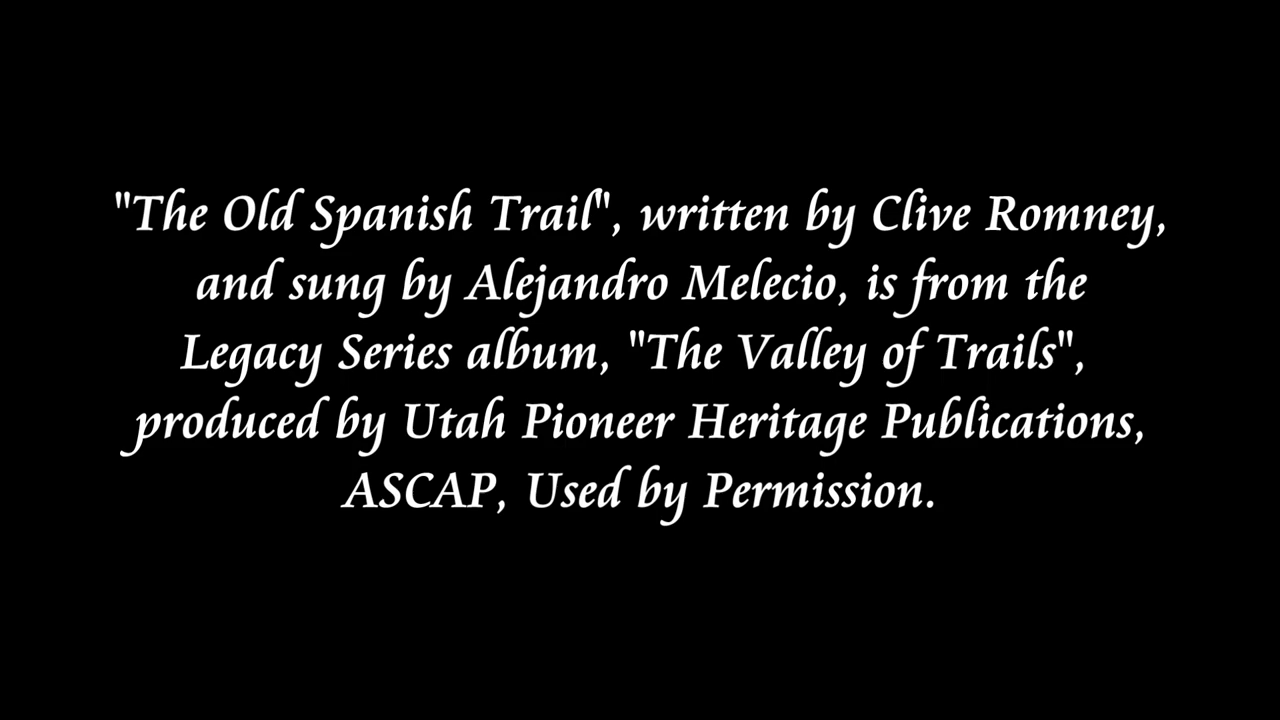 "The Old Spanish Trail", written by Clive Romney,
and sung by Alejandro Melecio, is from the
Legacy Series album, "The Valley of Trails",
produced by Utah Pioneer Heritage Publications,
ASCAP, Used by Permission.